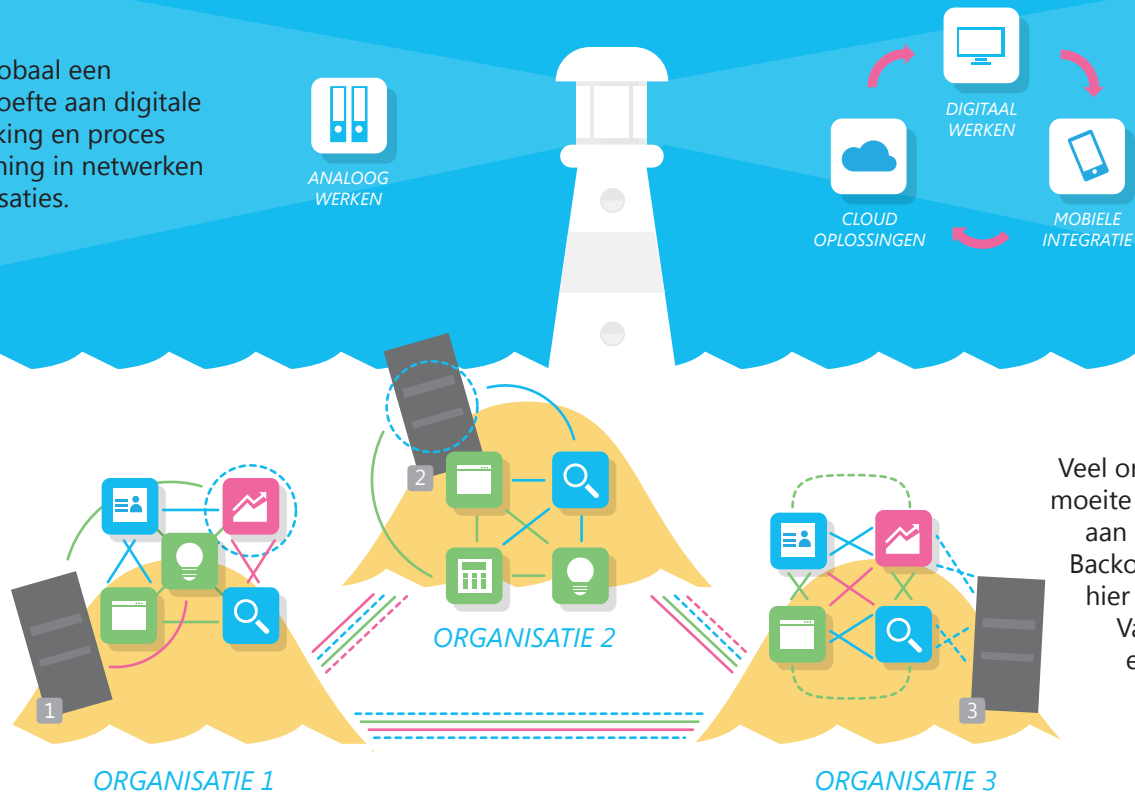 obaal een
oefte aan digitale
king en proces
ning in netwerken
saties.
ANALOOG
WERKEN
DIGITAAL
WERKEN
CLOUD
OPLOSSINGEN
MOBIELE
INTEGRATIE
2
Veel or
moeite
aan
Backo
hier
Va
e
ORGANISATIE 2
1
3
ORGANISATIE 1
ORGANISATIE 3